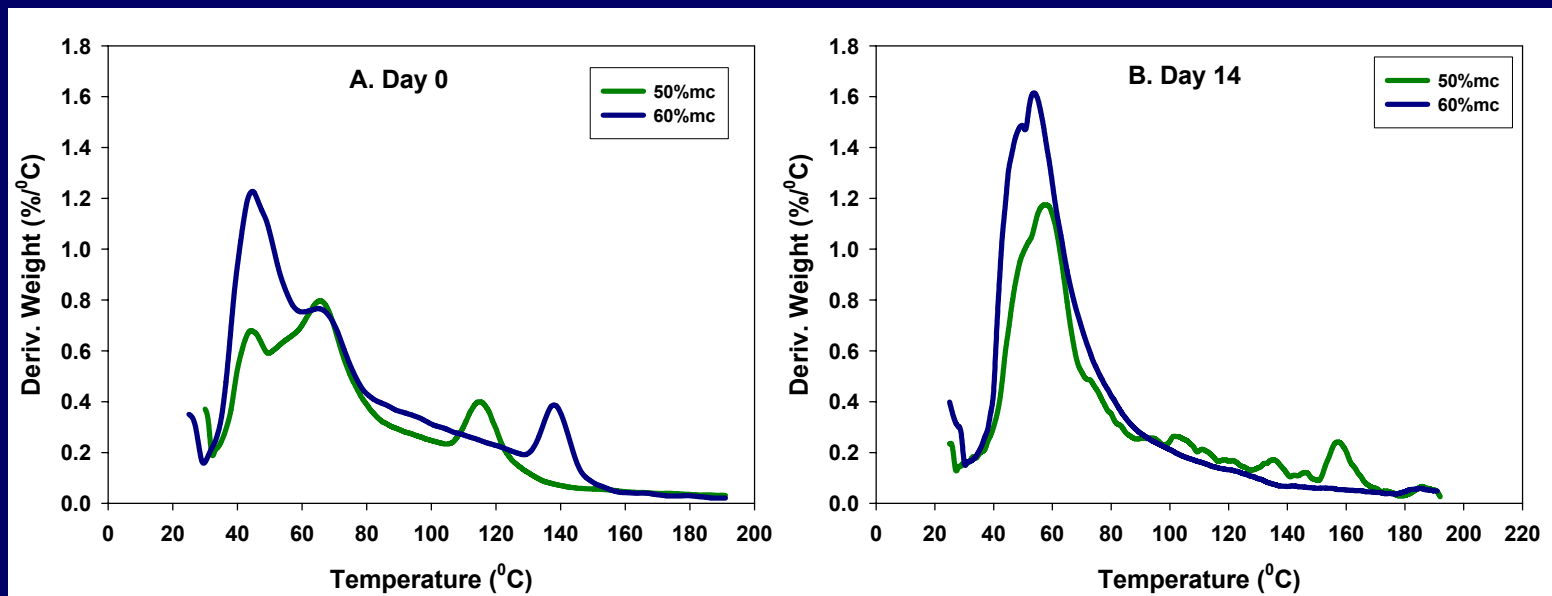 A. Day 0
50%mc
60%mc
Deriv. Weight (%/⁰C)
1.8
1.6
1.4
1.2
1.0
0.8
0.6
0.4
0.2
0.0
0 20 40 60 80 100 120 140 160 180 200
Temperature (⁰C)
B. Day 14
50%mc
60%mc
Deriv. Weight (%/⁰C)
1.8
1.6
1.4
1.2
1.0
0.8
0.6
0.4
0.2
0.0
0 20 40 60 80 100 120 140 160 180 200 220
Temperature (⁰C)